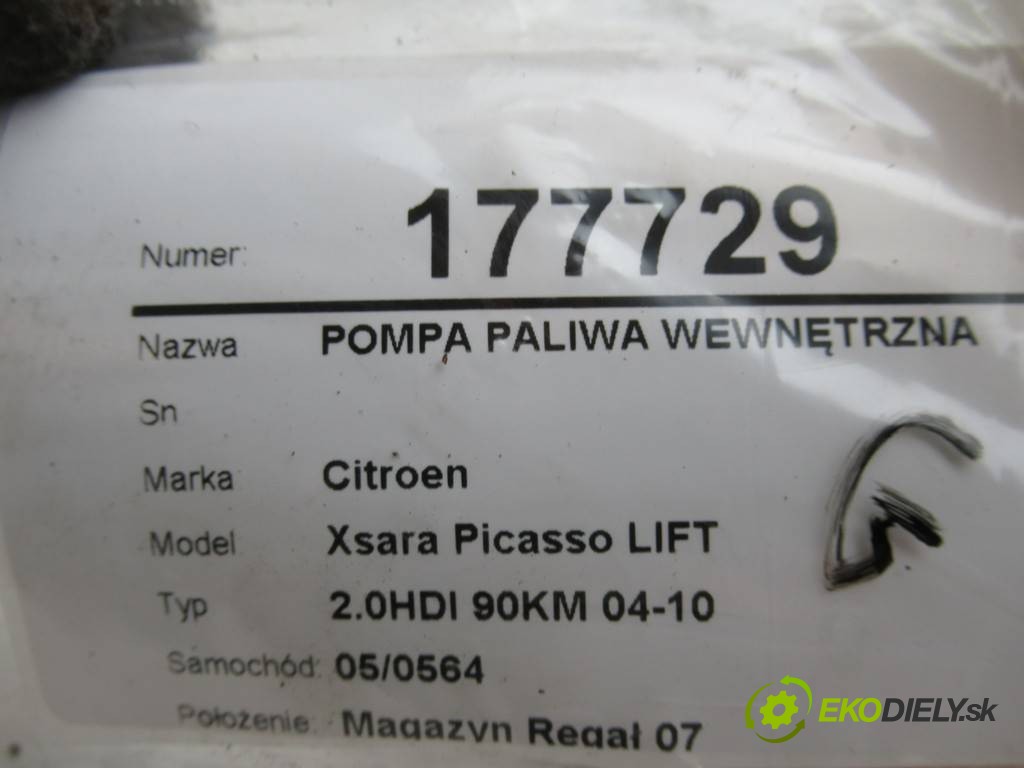 Numer: 177729
Nazwa POMPA PALIWA WEWNĘTRZNA
Sn
Marka Citroen
Model Xsara Picasso LIFT
Typ 2.0HDI 90KM 04-10
Samochód: 05/0564
Położenie: Magazyn Regał 07
EKODIELY.sk